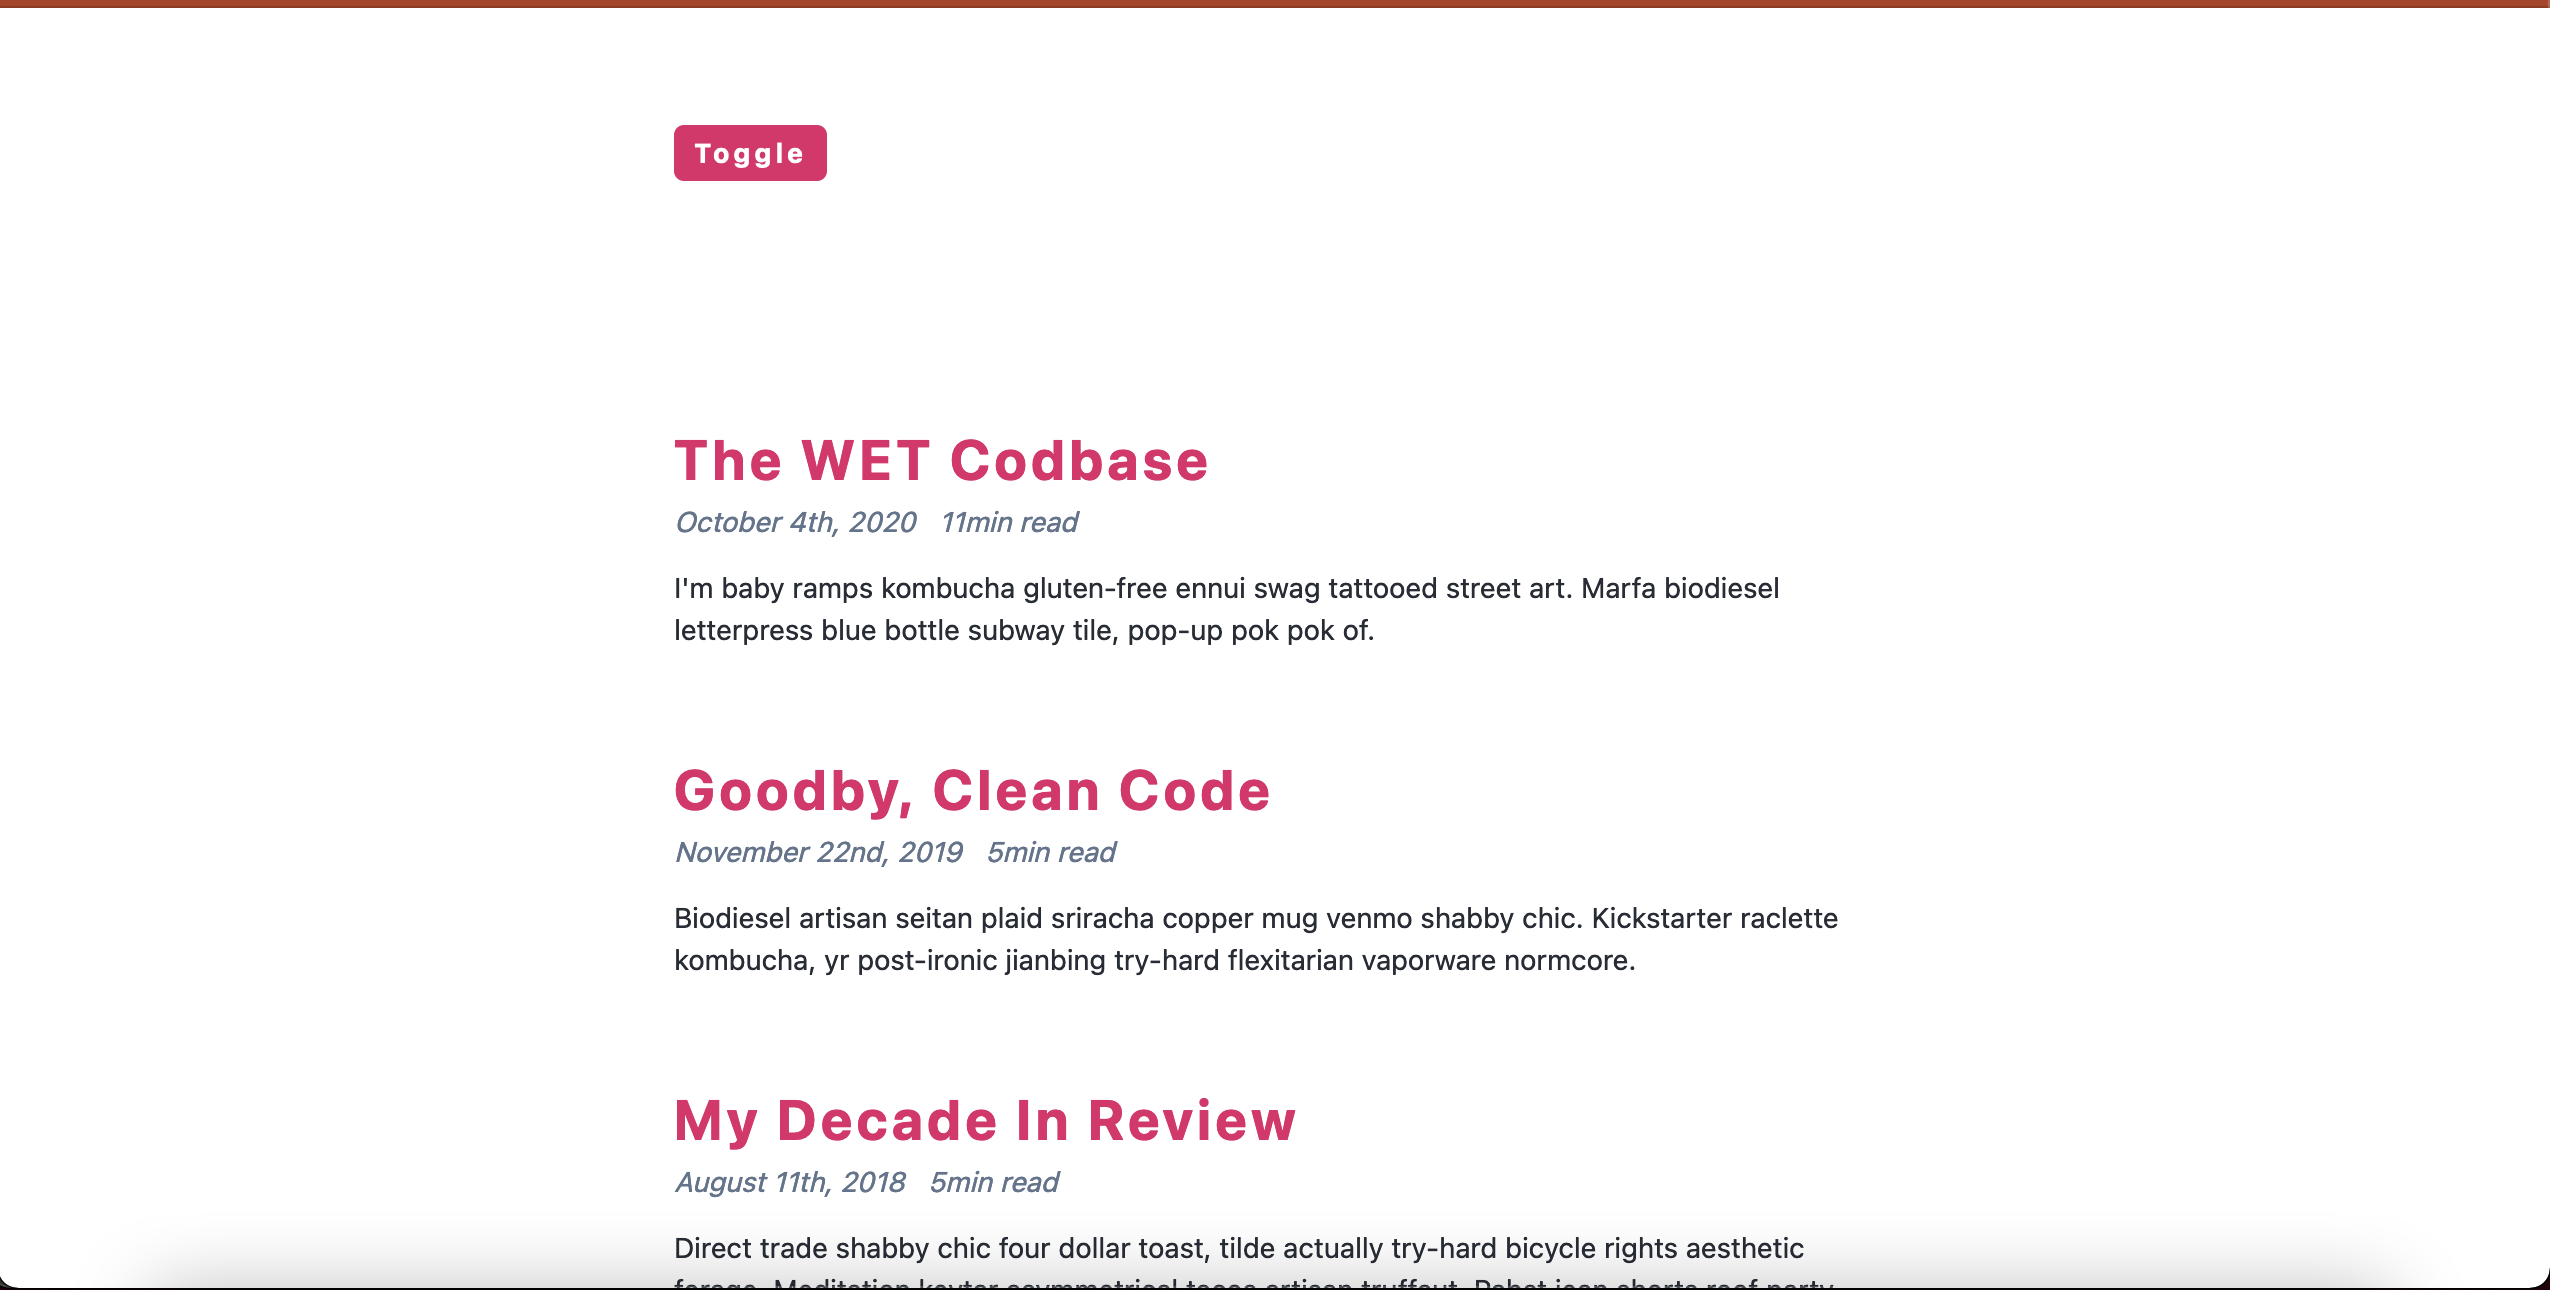 Toggle
The WET Codbase
October 4th, 2020 11min read
I'm baby ramps kombucha gluten-free ennui swag tattooed street art. Marfa biodiesel
letterpress blue bottle subway tile, pop-up pok pok of.
Goodby, Clean Code
November 22nd, 2019 5min read
Biodiesel artisan seitan plaid sriracha copper mug venmo shabby chic. Kickstarter raclette
kombucha, yr post-ironic jianbing try-hard flexitarian vaporware normcore.
My Decade In Review
August 11th, 2018 5min read
Direct trade shabby chic four dollar toast, tilde actually try-hard bicycle rights aesthetic